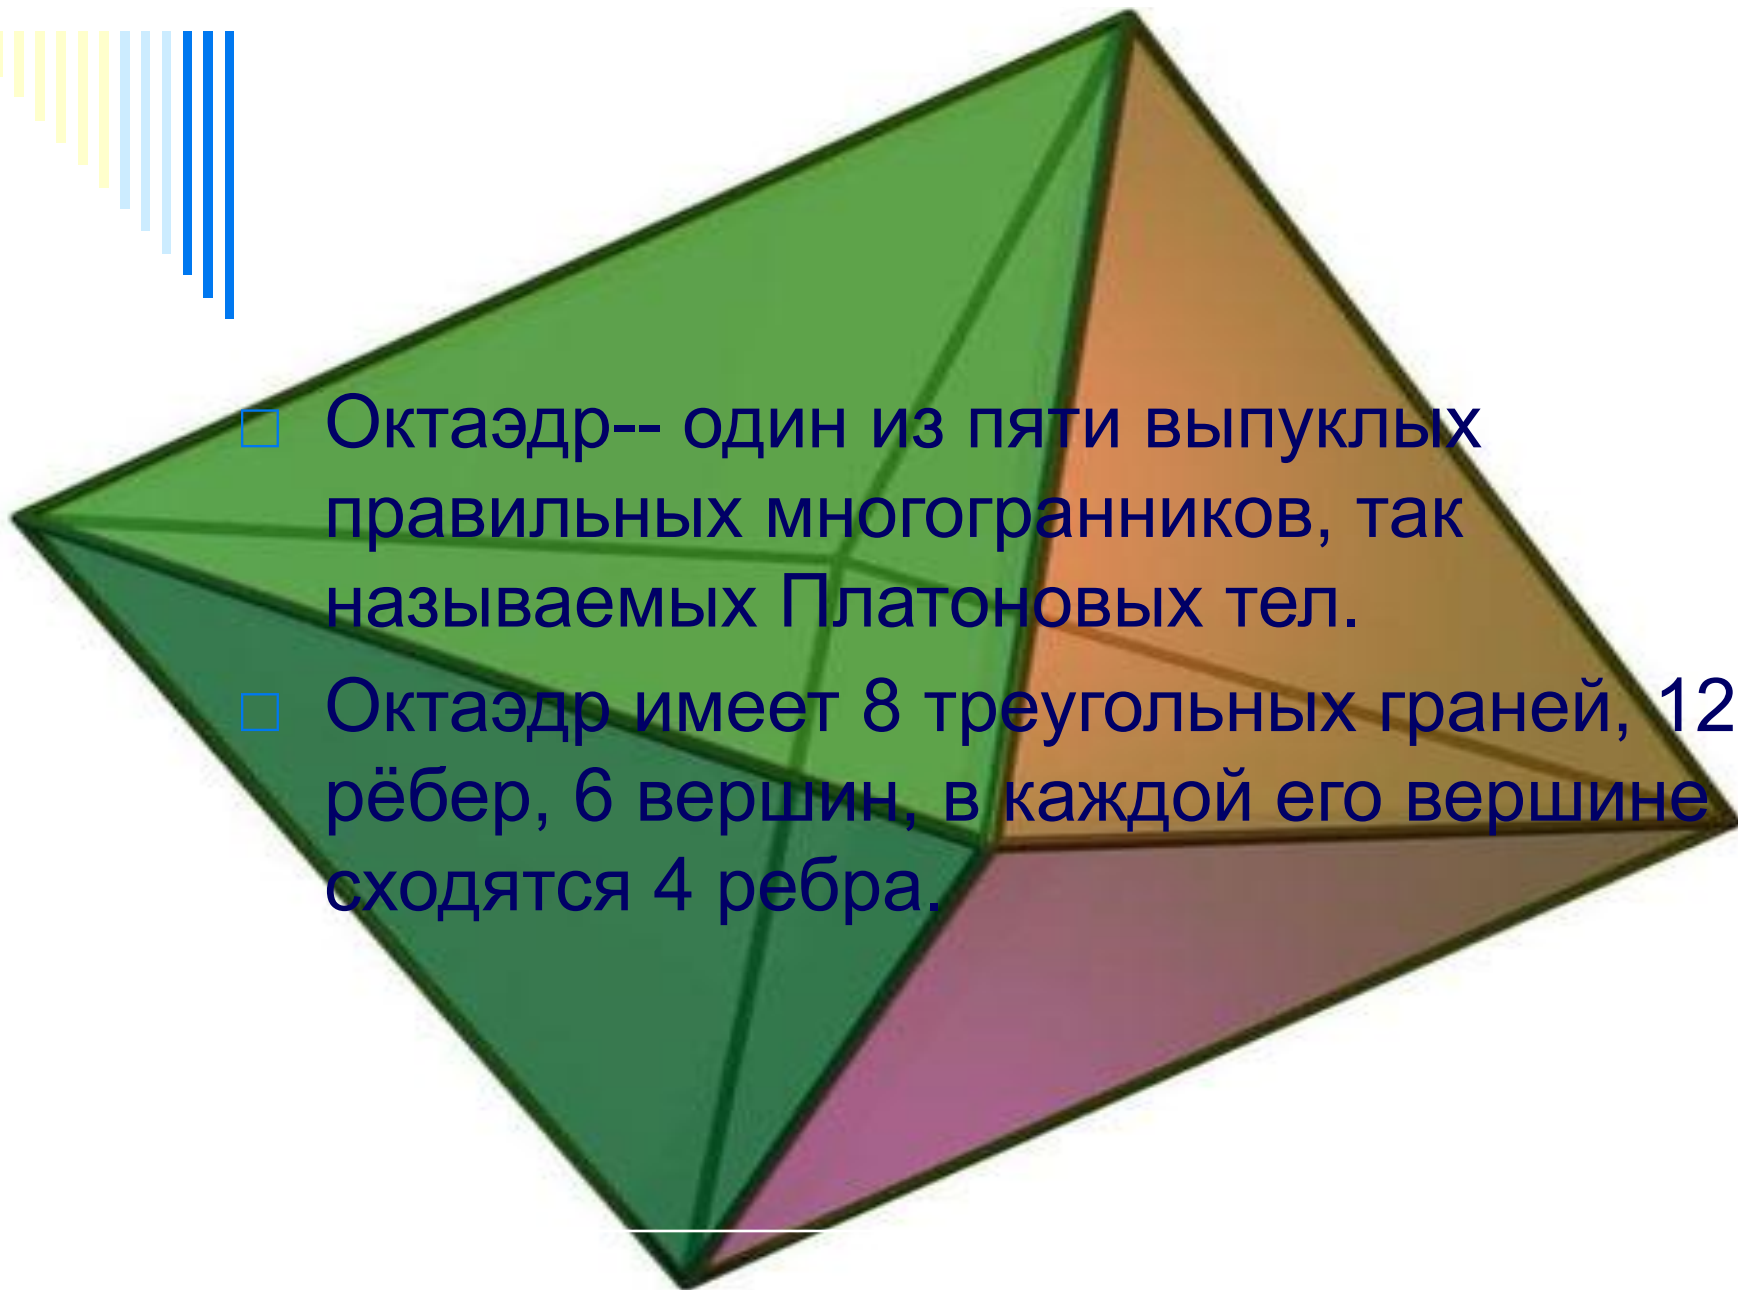 Октаэдр-- один из пяти выпуклых
правильных многогранников, так
называемых Платоновых тел.
Октаэдр имеет 8 треугольных граней, 12
рёбер, 6 вершин, в каждой его вершине
сходятся 4 ребра.